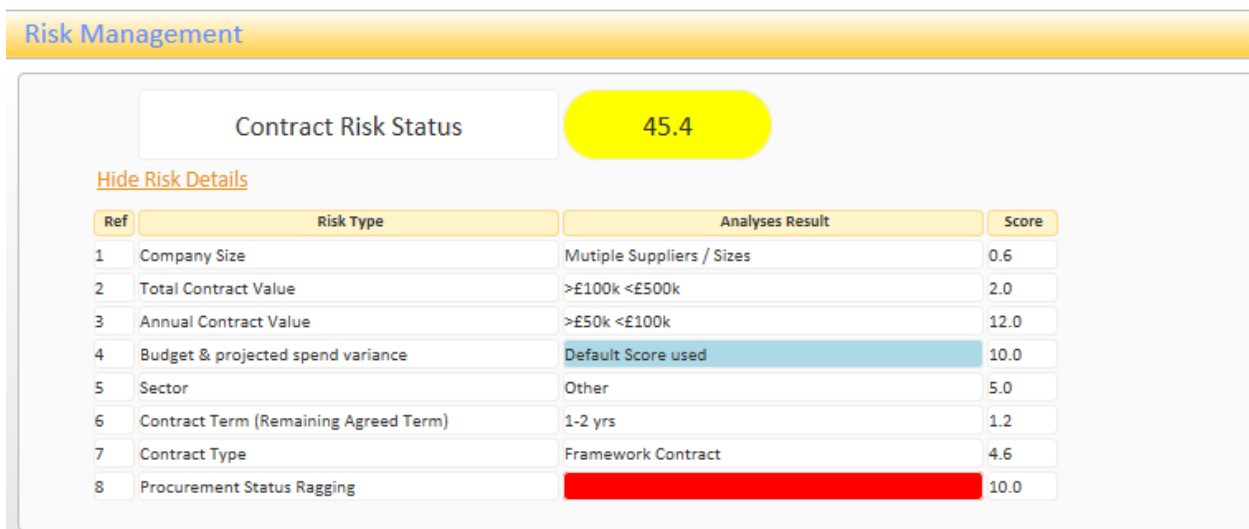 Risk Management
Contract Risk Status 45.4
Hide Risk Details
Ref Risk Type Analyses Result Score
1 Company Size Mutiple Suppliers / Sizes 0.6
2 Total Contract Value >£100k <£500k 2.0
3 Annual Contract Value >£50k <£100k 12.0
4 Budget & projected spend variance Default Score used 10.0
5 Sector Other 5.0
6 Contract Term (Remaining Agreed Term) 1-2 yrs 1.2
7 Contract Type Framework Contract 4.6
8 Procurement Status Ragging 10.0